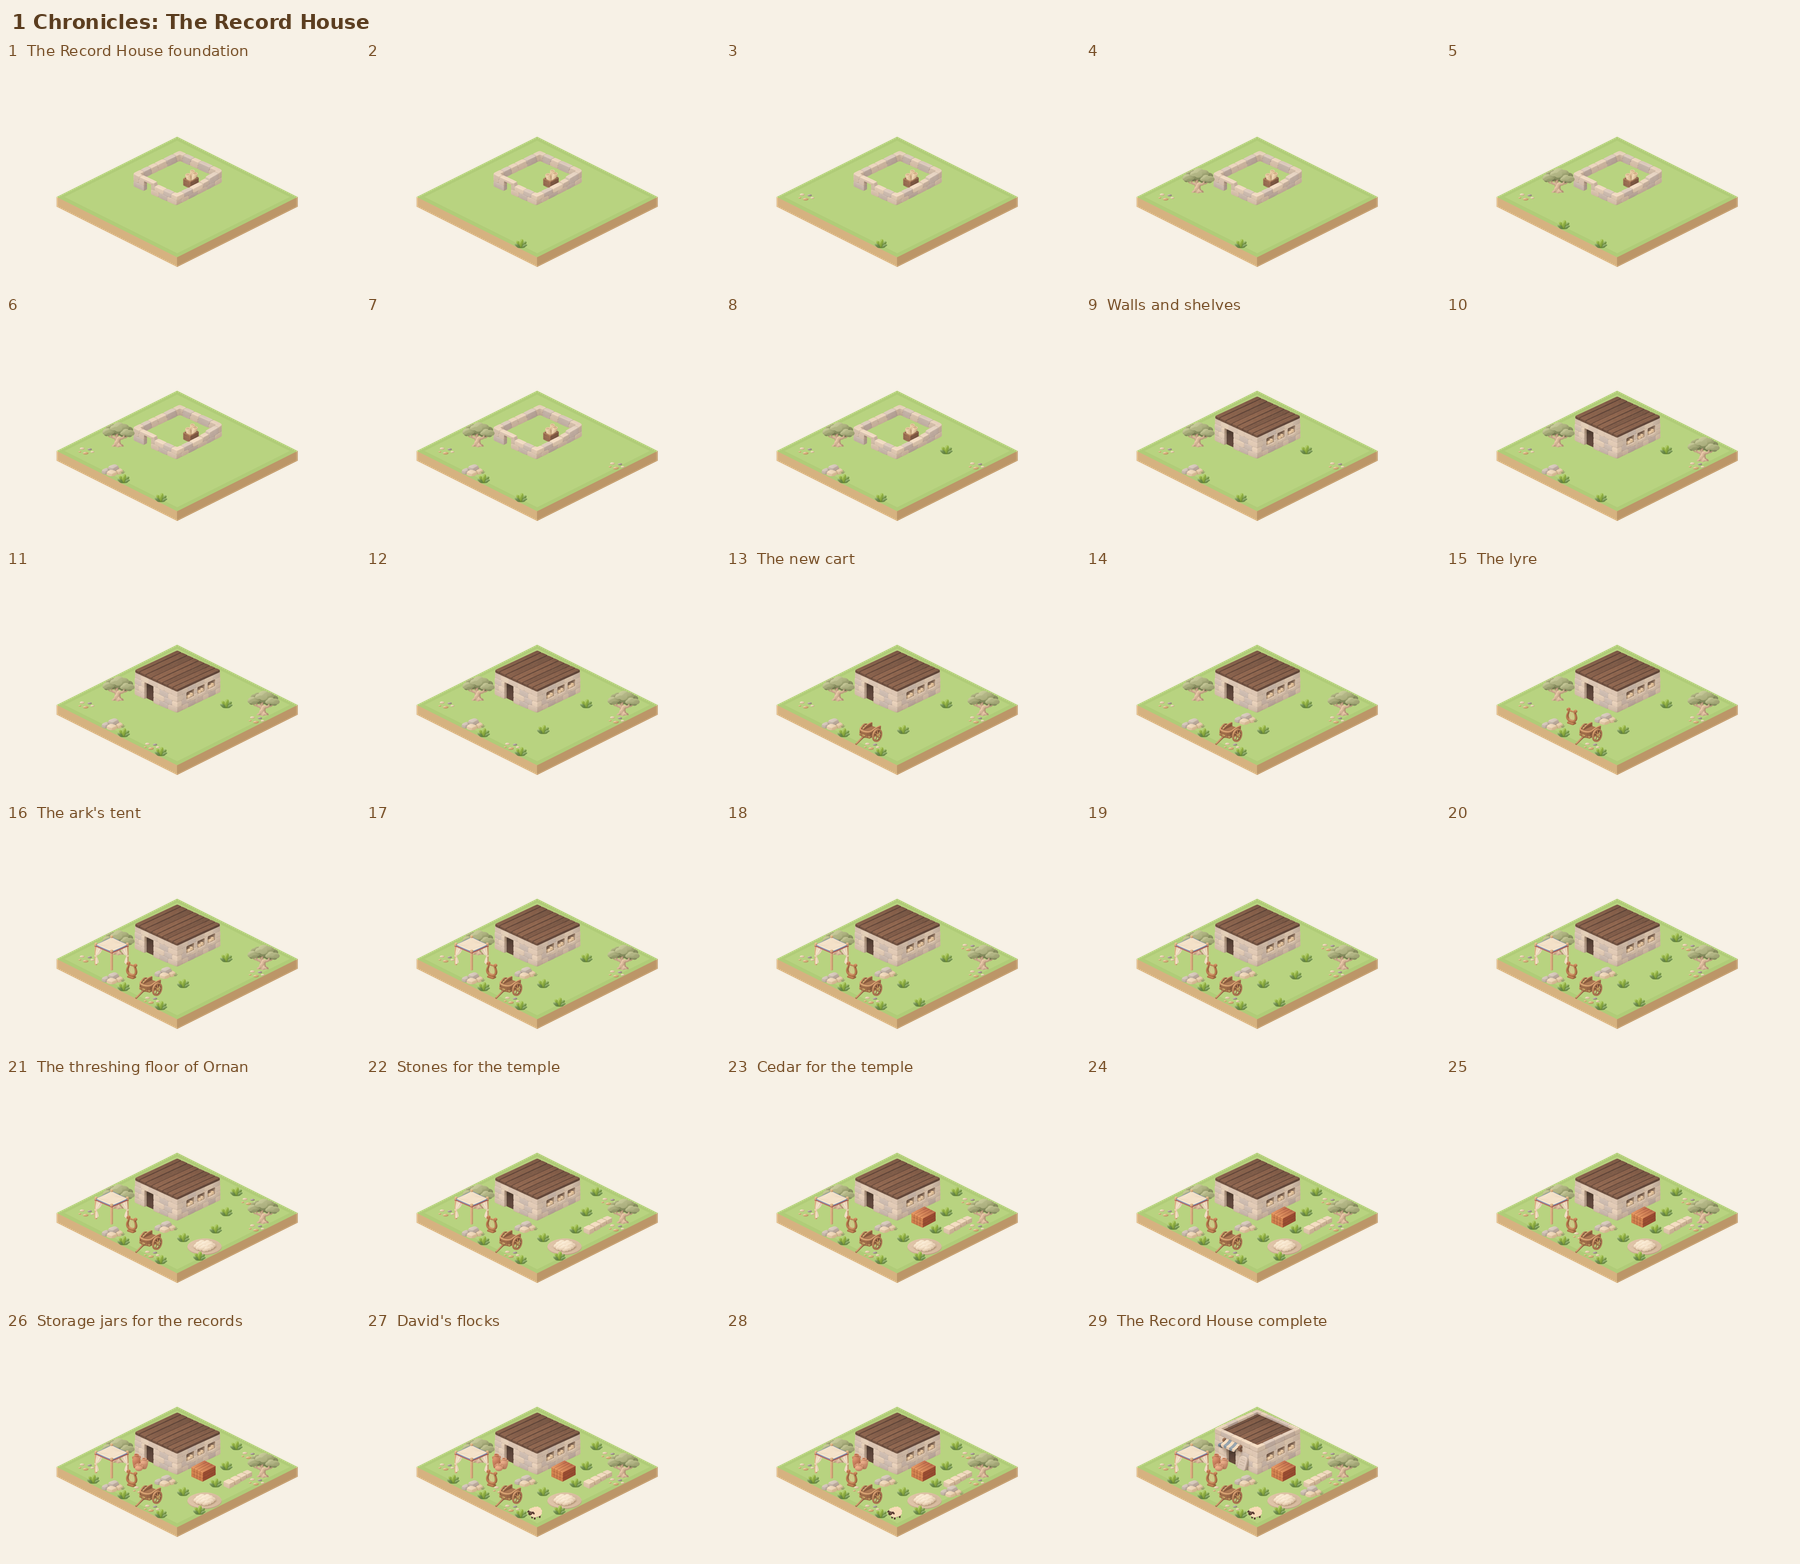 1 Chronicles: The Record House
1 The Record House foundation
2
3
4
5
6
7
8
9 Walls and shelves
10
11
12
13 The new cart
14
15 The lyre
16 The ark's tent
17
18
19
20
21 The threshing floor of Ornan
22 Stones for the temple
23 Cedar for the temple
24
25
26 Storage jars for the records
27 David's flocks
28
29 The Record House complete